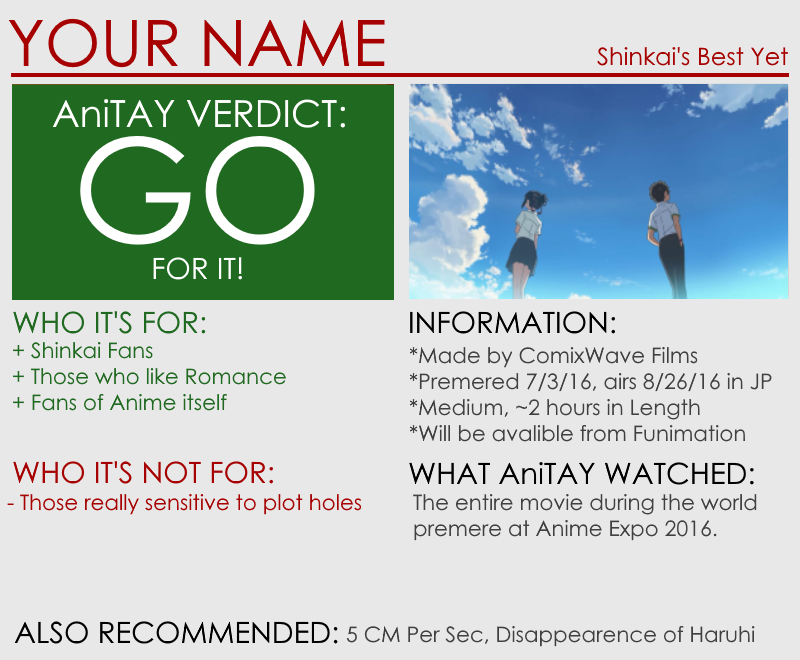 YOUR NAME
Shinkai's Best Yet
AniTAY VERDICT:
GO
FOR IT!
WHO IT'S FOR:
+ Shinkai Fans
+ Those who like Romance
+ Fans of Anime itself
WHO IT'S NOT FOR:
- Those really sensitive to plot holes
INFORMATION:
*Made by ComixWave Films
*Premered 7/3/16, airs 8/26/16 in JP
*Medium, ~2 hours in Length
*Will be avalible from Funimation
WHAT AniTAY WATCHED:
The entire movie during the world
premere at Anime Expo 2016.
ALSO RECOMMENDED: 5 CM Per Sec, Disappearence of Haruhi